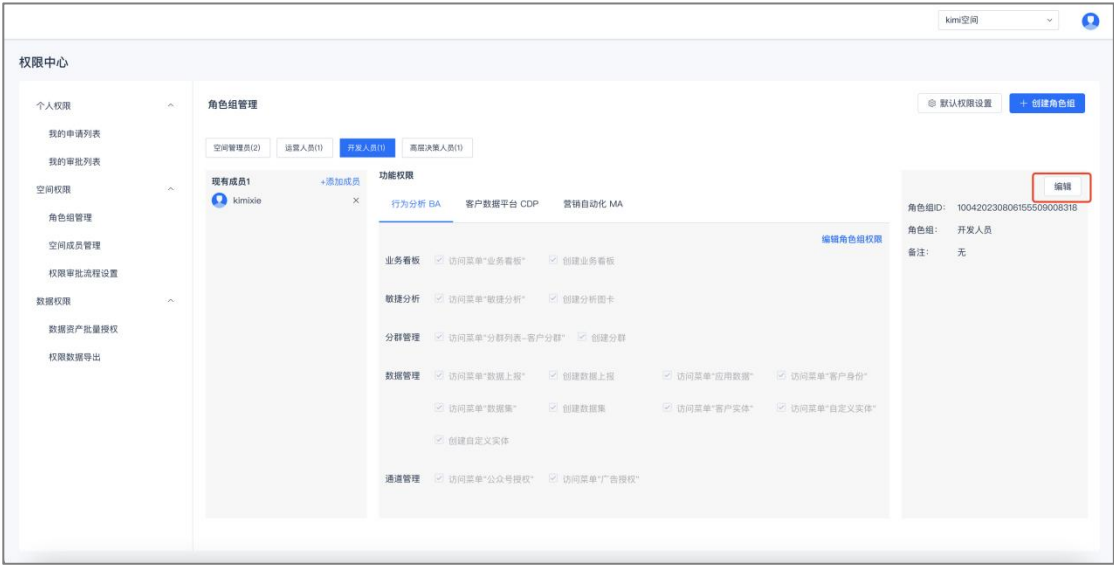 kimi空间
权限中心
个人权限
我的申请列表
我的审批列表
空间权限
角色组管理
空间成员管理
权限审批流程设置
数据权限
数据资产批量授权
权限数据导出
角色组管理
默认权限设置
+ 创建角色组
空间管理员(2) 运营人员(1) 开发人员(1) 高层决策人员(1)
现有成员1 +添加成员
kimixie ×
功能权限
行为分析 BA 客户数据平台 CDP 营销自动化 MA
编辑角色组权限
业务看板 访问菜单"业务看板" 创建业务看板
敏捷分析 访问菜单"敏捷分析" 创建分析图卡
分群管理 访问菜单"分群列表-客户分群" 创建分群
数据管理 访问菜单"数据上报" 创建数据上报 访问菜单"应用数据" 访问菜单"客户身份"
访问菜单"数据集" 创建数据集 访问菜单"客户实体" 访问菜单"自定义实体"
创建自定义实体
通道管理 访问菜单"公众号授权" 访问菜单"广告授权"
编辑
角色组ID: 100420230806155509008318
角色组: 开发人员
备注: 无